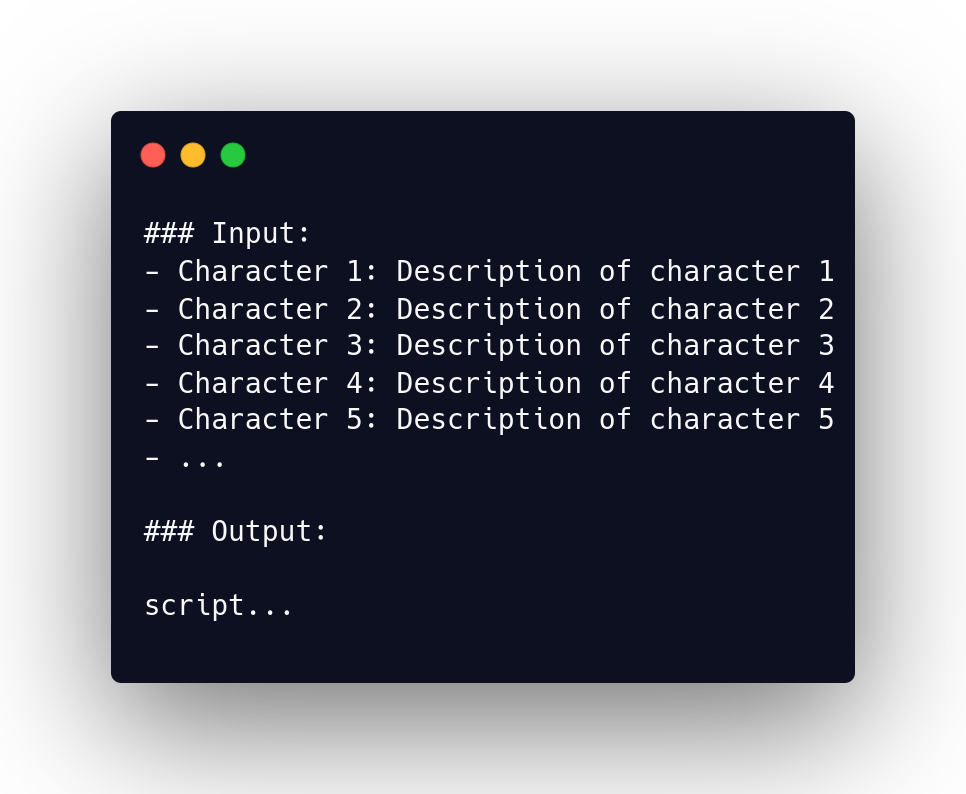 ### Input:
- Character 1: Description of character 1
- Character 2: Description of character 2
- Character 3: Description of character 3
- Character 4: Description of character 4
- Character 5: Description of character 5
- ...
### Output:
script...